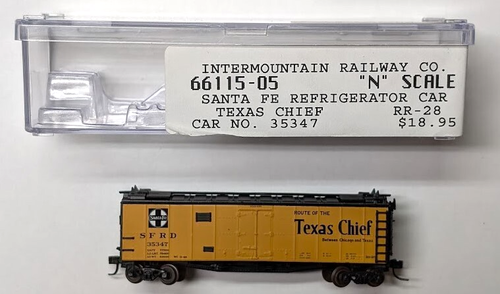 INTERMOUNTAIN RAILWAY CO.
66115-05 "N" SCALE
SANTA FE REFRIGERATOR CAR
TEXAS CHIEF RR-28
CAR NO. 35347 $18.95
Santa Fe
ROUTE OF THE
Texas Chief
Between Chicago and Texas
SFRD
35347